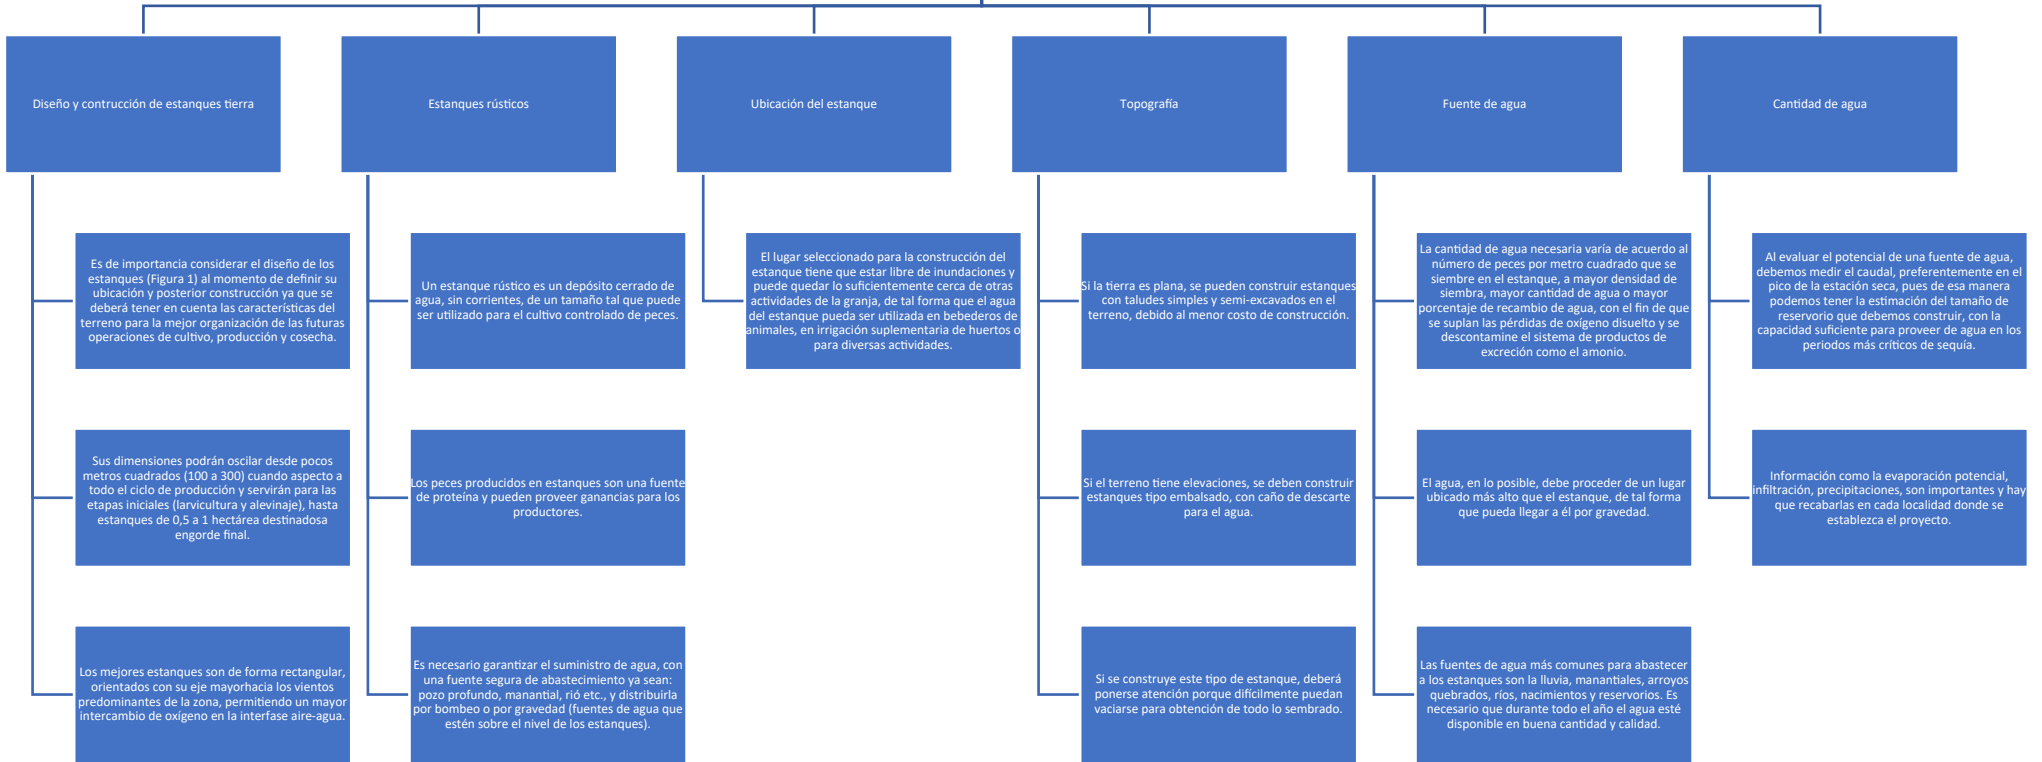 Diseño y contrucción de estanques tierra
Es de importancia considerar el diseño de los
estanques (Figura 1) al momento de definir su
ubicación y posterior construcción ya que se
deberá tener en cuenta las características del
terreno para la mejor organización de las futuras
operaciones de cultivo, producción y cosecha.
Sus dimensiones podrán oscilar desde pocos
metros cuadrados (100 a 300) cuando aspecto a
todo el ciclo de producción y servirán para las
etapas iniciales (larvicultura y alevinaje), hasta
estanques de 0,5 a 1 hectárea destinadosa
engorde final.
Los mejores estanques son de forma rectangular,
orientados con su eje mayorhacia los vientos
predominantes de la zona, permitiendo un mayor
intercambio de oxígeno en la interfase aire-agua.
Estanques rústicos
Un estanque rústico es un depósito cerrado de
agua, sin corrientes, de un tamaño tal que puede
ser utilizado para el cultivo controlado de peces.
Los peces producidos en estanques son una fuente
de proteína y pueden proveer ganancias para los
productores.
Es necesario garantizar el suministro de agua, con
una fuente segura de abastecimiento ya sean:
pozo profundo, manantial, rió etc., y distribuirla
por bombeo o por gravedad (fuentes de agua que
estén sobre el nivel de los estanques).
Ubicación del estanque
El lugar seleccionado para la construcción del
estanque tiene que estar libre de inundaciones y
puede quedar lo suficientemente cerca de otras
actividades de la granja, de tal forma que el agua
del estanque pueda ser utilizada en bebederos de
animales, en irrigación suplementaria de huertos o
para diversas actividades.
Topografía
Si la tierra es plana, se pueden construir estanques
con taludes simples y semi-excavados en el
terreno, debido al menor costo de construcción.
Si el terreno tiene elevaciones, se deben construir
estanques tipo embalsado, con caño de descarte
para el agua.
Si se construye este tipo de estanque, deberá
ponerse atención porque difícilmente puedan
vaciarse para obtención de todo lo sembrado.
Fuente de agua
La cantidad de agua necesaria varía de acuerdo al
número de peces por metro cuadrado que se
siembre en el estanque, a mayor densidad de
siembra, mayor cantidad de agua o mayor
porcentaje de recambio de agua, con el fin de que
se suplan las pérdidas de oxígeno disuelto y se
descontamine el sistema de productos de
excreción como el amonio.
El agua, en lo posible, debe proceder de un lugar
ubicado más alto que el estanque, de tal forma
que pueda llegar a él por gravedad.
Las fuentes de agua más comunes para abastecer
a los estanques son la lluvia, manantiales, arroyos
quebrados, ríos, nacimientos y reservorios. Es
necesario que durante todo el año el agua esté
disponible en buena cantidad y calidad.
Cantidad de agua
Al evaluar el potencial de una fuente de agua,
debemos medir el caudal, preferentemente en el
pico de la estación seca, pues de esa manera
podemos tener la estimación del tamaño de
reservorio que debemos construir, con la
capacidad suficiente para proveer de agua en los
periodos más críticos de sequía.
Información como la evaporación potencial,
infiltración, precipitaciones, son importantes y hay
que recabarlas en cada localidad donde se
establezca el proyecto.